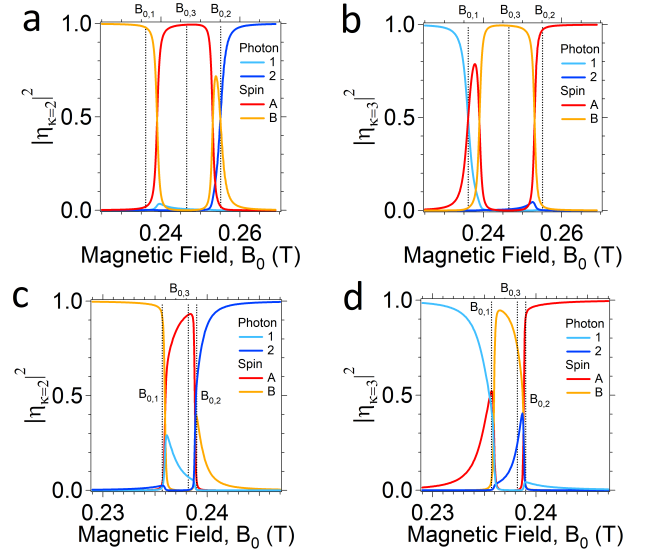 a
B0,1 B0,3 B0,2
1.0
0.5
0.0
|ηκ=2|²
Photon
1
2
Spin
A
B
0.24 0.26
Magnetic Field, B0 (T)
b
B0,1 B0,3 B0,2
1.0
0.5
0.0
|ηκ=3|²
Photon
1
2
Spin
A
B
0.24 0.26
Magnetic Field, B0 (T)
c
B0,3
1.0
0.5
0.0
|ηκ=2|²
B0,1
B0,2
Photon
1
2
Spin
A
B
0.23 0.24
Magnetic Field, B0 (T)
d
B0,3
B0,1
1.0
0.5
0.0
|ηκ=3|²
B0,2
Photon
1
2
Spin
A
B
0.23 0.24
Magnetic Field, B0 (T)